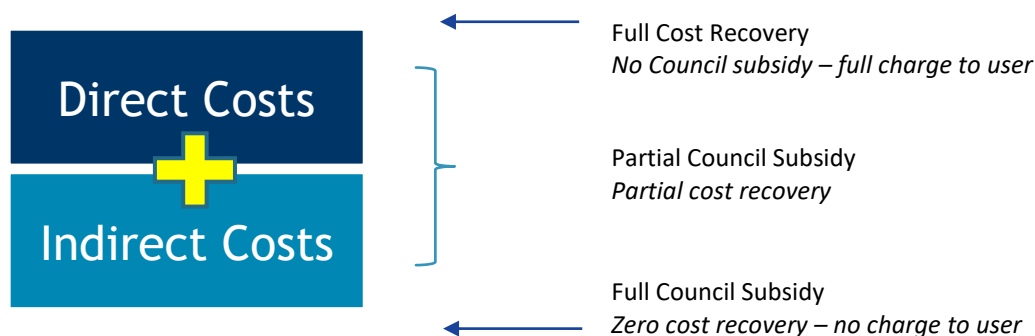 Full Cost Recovery
No Council subsidy – full charge to user
Direct Costs
Partial Council Subsidy
Partial cost recovery
Indirect Costs
Full Council Subsidy
Zero cost recovery – no charge to user